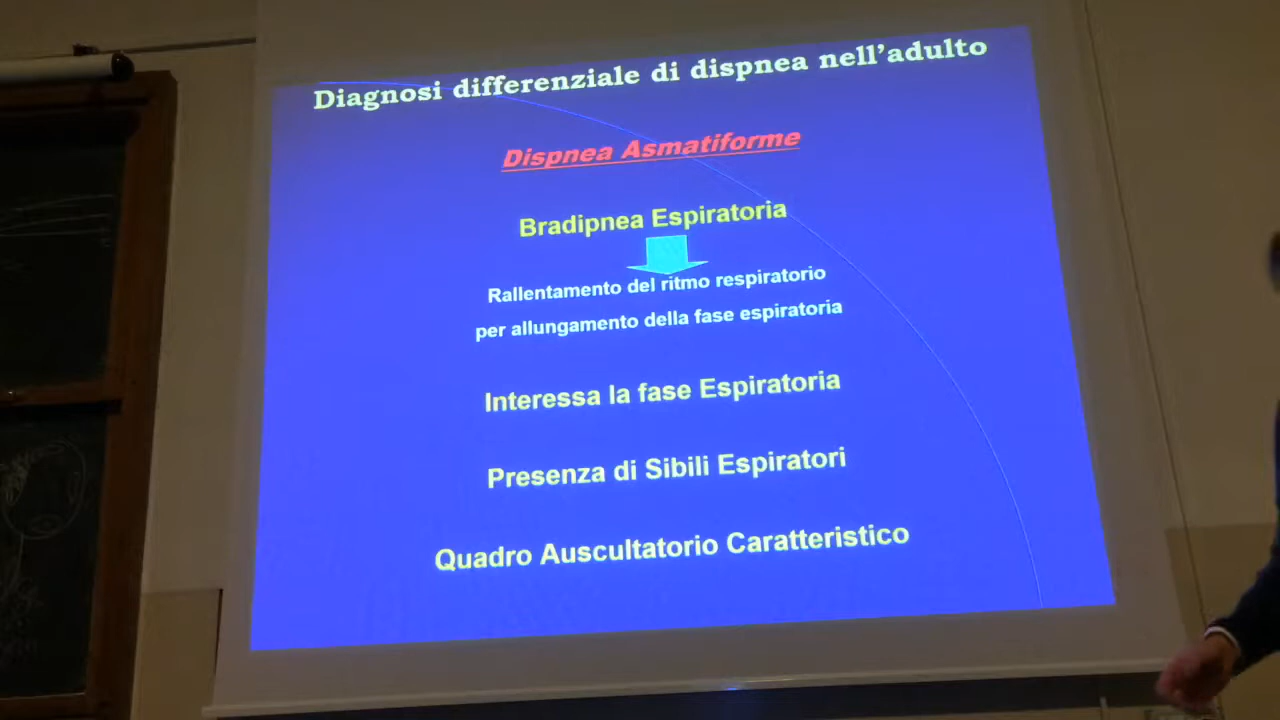 Diagnosi differenziale di dispnea nell'adulto
Dispnea Asmatiforme
Bradipnea Espiratoria
Rallentamento del ritmo respiratorio
per allungamento della fase espiratoria
Interessa la fase Espiratoria
Presenza di Sibili Espiratori
Quadro Auscultatorio Caratteristico